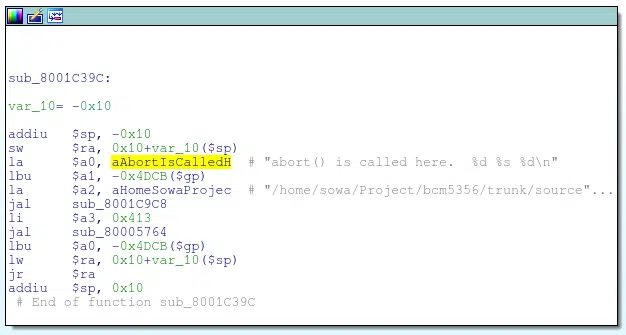 sub_8001C39C:
var_10= -0x10
addiu $sp, -0x10
sw $ra, 0x10+var_10($sp)
la $a0, aAbortIsCalledH # "abort() is called here.  %d %s %d\n"
lbu $a1, -0x4DCB($gp)
la $a2, aHomeSowaProjec # "/home/sowa/Project/bcm5356/trunk/source"...
jal sub_8001C9C8
li $a3, 0x413
jal sub_80005764
lbu $a0, -0x4DCB($gp)
lw $ra, 0x10+var_10($sp)
jr $ra
addiu $sp, 0x10
# End of function sub_8001C39C